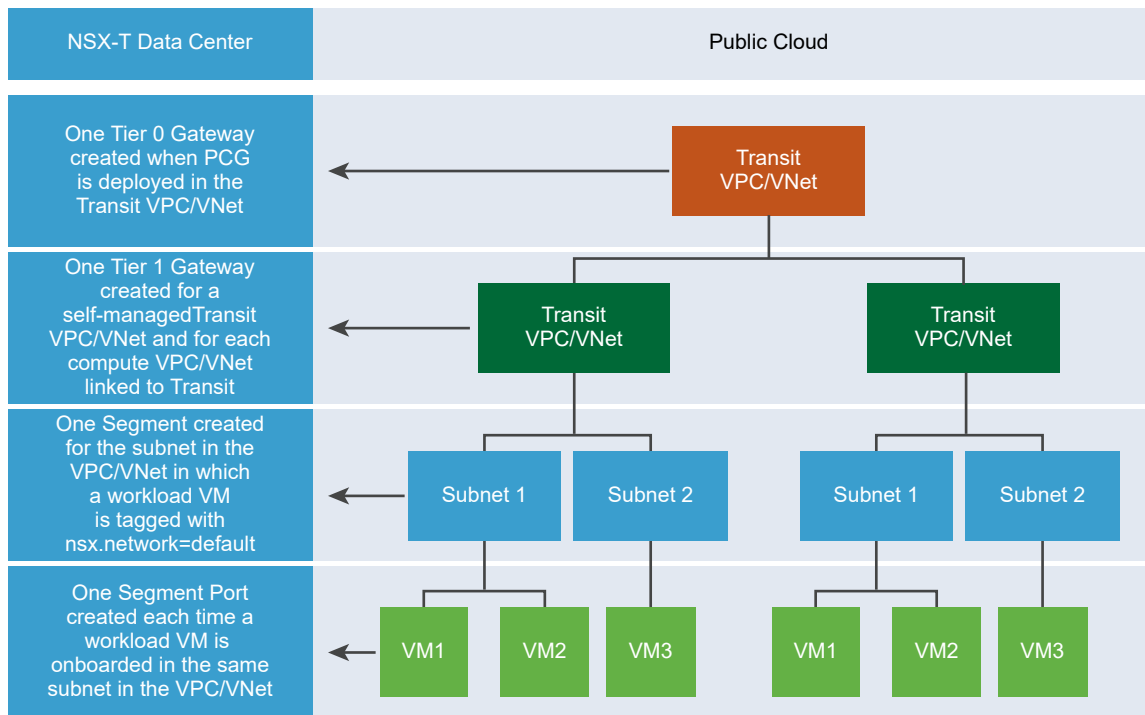 NSX-T Data Center
Public Cloud
One Tier 0 Gateway
created when PCG
is deployed in the
Transit VPC/VNet
Transit
VPC/VNet
One Tier 1 Gateway
created for a
self-managedTransit
VPC/VNet and for each
compute VPC/VNet
linked to Transit
Transit
VPC/VNet
Transit
VPC/VNet
One Segment created
for the subnet in the
VPC/VNet in which
a workload VM
is tagged with
nsx.network=default
Subnet 1
Subnet 2
Subnet 1
Subnet 2
One Segment Port
created each time a
workload VM is
onboarded in the same
subnet in the VPC/VNet
VM1
VM2
VM3
VM1
VM2
VM3